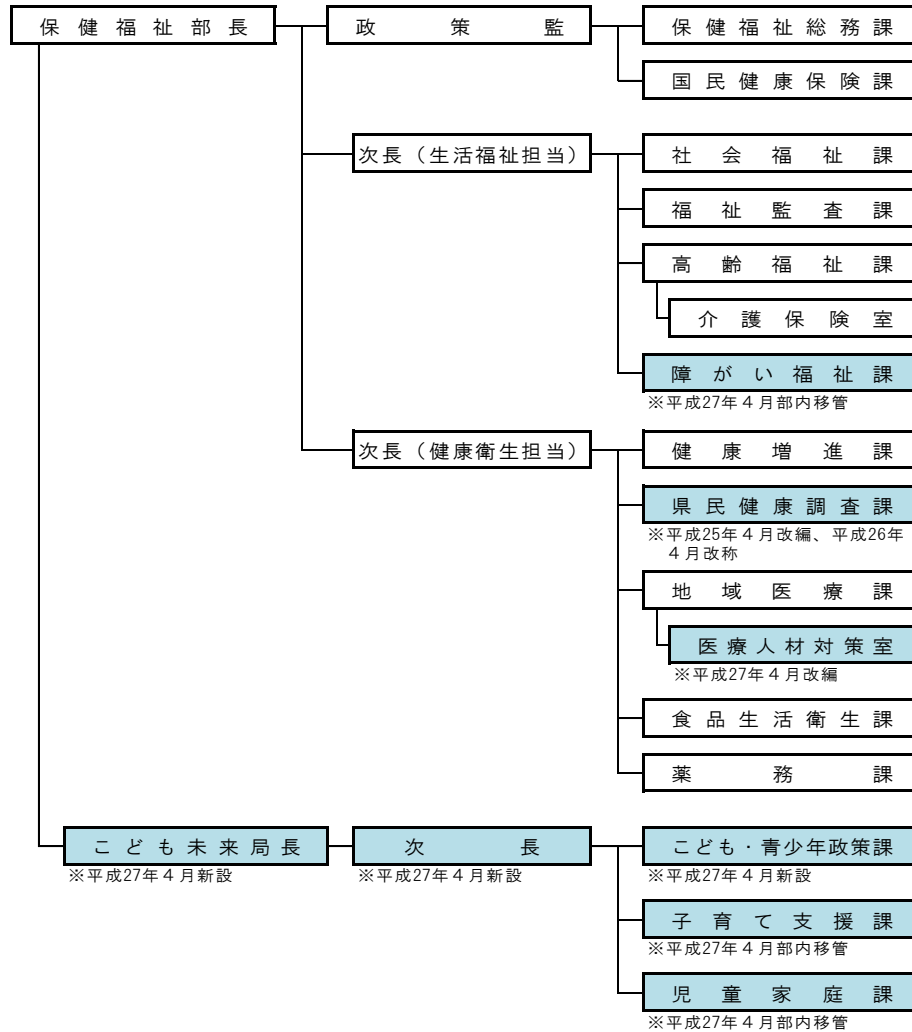 保健福祉部長
政策監
保健福祉総務課
国民健康保険課
次長（生活福祉担当）
社会福祉課
福祉監査課
高齢福祉課
介護保険室
障がい福祉課
※平成27年４月部内移管
次長（健康衛生担当）
健康増進課
県民健康調査課
※平成25年４月改編、平成26年
４月改称
地域医療課
医療人材対策室
※平成27年４月改編
食品生活衛生課
薬務課
こども未来局長
※平成27年４月新設
次長
※平成27年４月新設
こども・青少年政策課
※平成27年４月新設
子育て支援課
※平成27年４月部内移管
児童家庭課
※平成27年４月部内移管